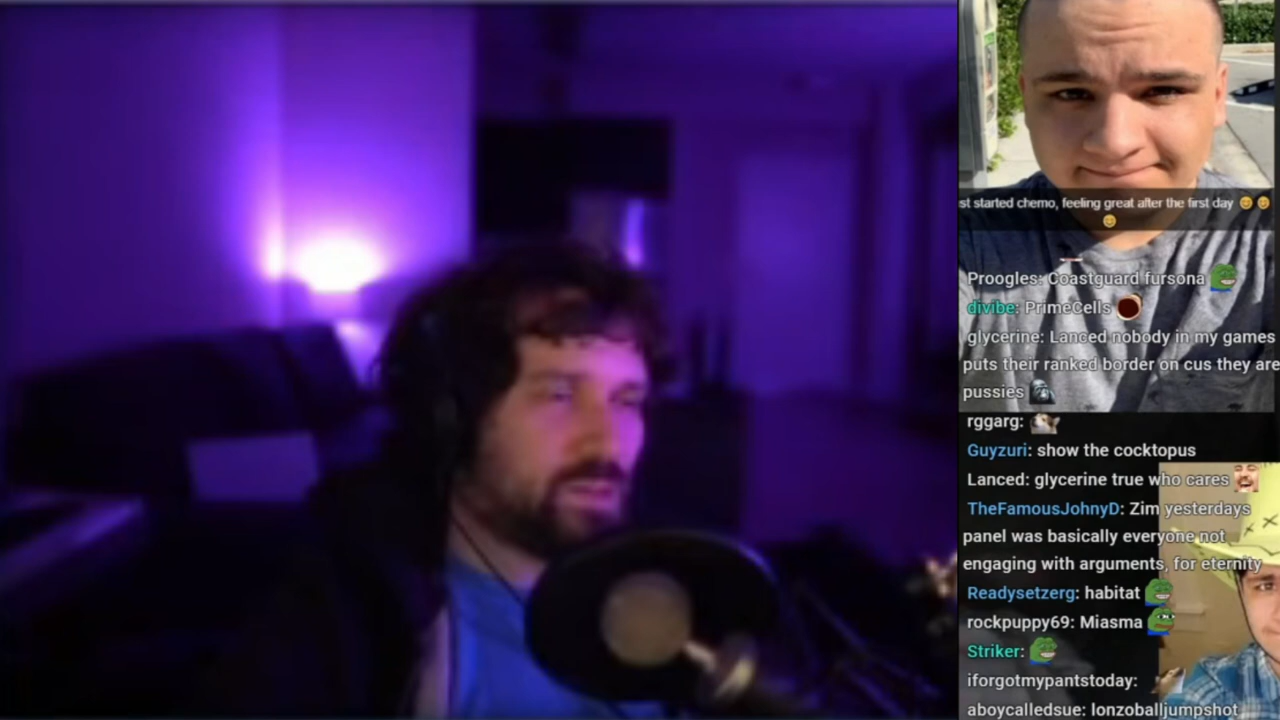 st started chemo, feeling great after the first day
Proogles: Coastguard fursona
divibe: PrimeCells
glycerine: Lanced nobody in my games
puts their ranked border on cus they are
pussies
rggarg:
Guyzuri: show the cocktopus
Lanced: glycerine true who cares
TheFamousJohnyD: Zim yesterdays
panel was basically everyone not
engaging with arguments, for eternity
Readysetzerg: habitat
rockpuppy69: Miasma
Striker:
iforgotmypantstoday:
aboycalledsue: lonzoballjumpshot